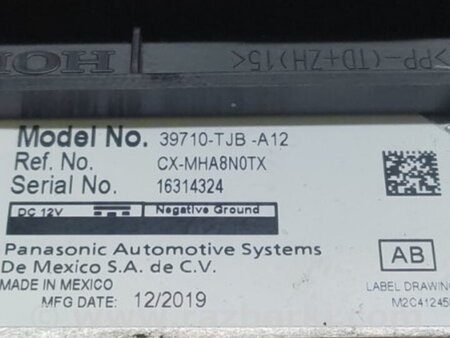 HOI
>PP-(TD+ZH)15<
Model No. 39710-TJB -A12
Ref. No. CX-MHA8N0TX
Serial No. 16314324
DC 12V Negative Ground
Panasonic Automotive Systems
De Mexico S.A. de C.V.
AB
MADE IN MEXICO
LABEL DRAWING
MFG DATE: 12/2019
M2C41245